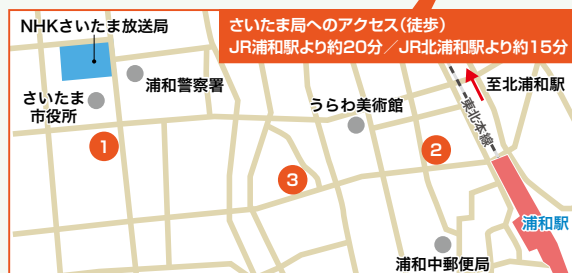 NHKさいたま放送局
さいたま局へのアクセス(徒歩)
JR浦和駅より約20分／JR北浦和駅より約15分
浦和警察署
さいたま
市役所
うらわ美術館
至北浦和駅
東北本線
1
2
3
浦和駅
浦和中郵便局